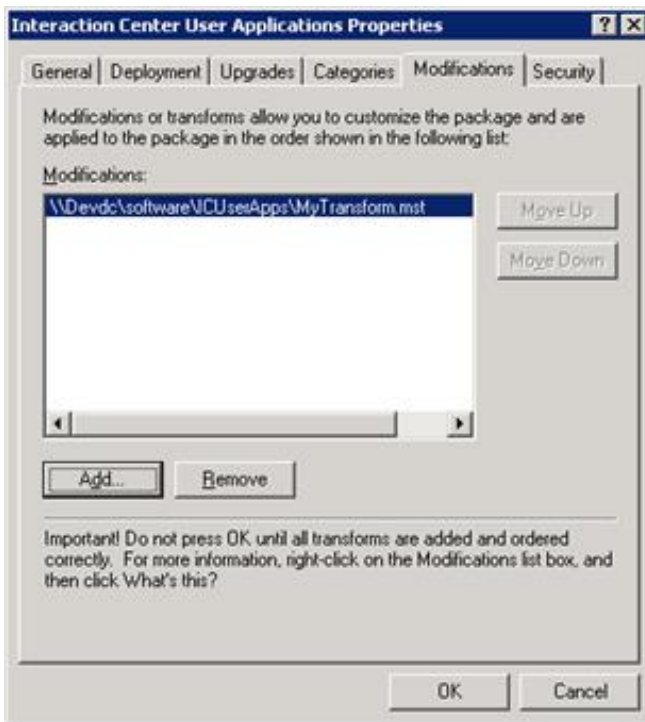 Interaction Center User Applications Properties
General Deployment Upgrades Categories Modifications Security
Modifications or transforms allow you to customize the package and are
applied to the package in the order shown in the following list:
Modifications:
\\Devdc\software\ICUserApps\MyTransform.mst
Move Up
Move Down
Add... Remove
Important! Do not press OK until all transforms are added and ordered
correctly. For more information, right-click on the Modifications list box, and
then click What's this?
OK Cancel